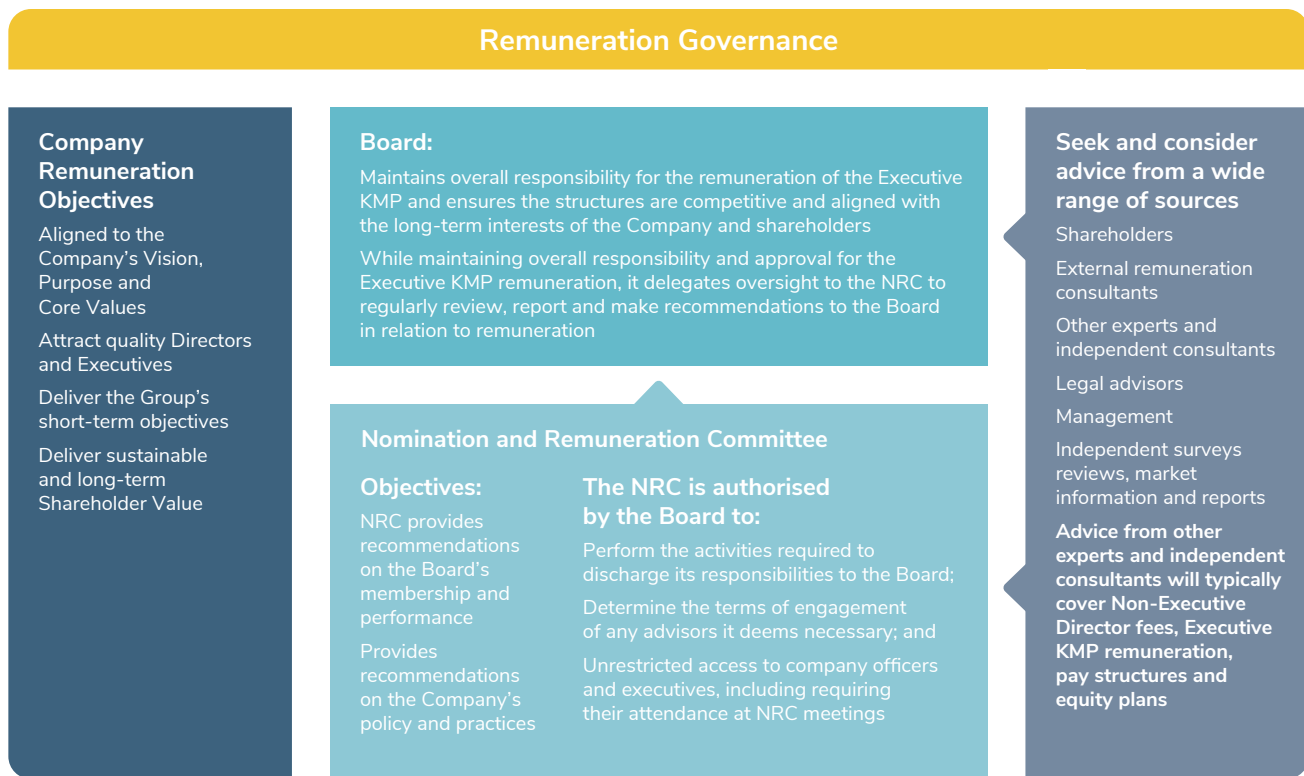 Remuneration Governance
Company
Remuneration
Objectives
Aligned to the
Company's Vision,
Purpose and
Core Values
Attract quality Directors
and Executives
Deliver the Group's
short-term objectives
Deliver sustainable
and long-term
Shareholder Value
Board:
Maintains overall responsibility for the remuneration of the Executive
KMP and ensures the structures are competitive and aligned with
the long-term interests of the Company and shareholders
While maintaining overall responsibility and approval for the
Executive KMP remuneration, it delegates oversight to the NRC to
regularly review, report and make recommendations to the Board
in relation to remuneration
Nomination and Remuneration Committee
Objectives:
NRC provides
recommendations
on the Board's
membership and
performance
Provides
recommendations
on the Company's
policy and practices
The NRC is authorised
by the Board to:
Perform the activities required to
discharge its responsibilities to the Board;
Determine the terms of engagement
of any advisors it deems necessary; and
Unrestricted access to company officers
and executives, including requiring
their attendance at NRC meetings
Seek and consider
advice from a wide
range of sources
Shareholders
External remuneration
consultants
Other experts and
independent consultants
Legal advisors
Management
Independent surveys
reviews, market
information and reports
Advice from other
experts and independent
consultants will typically
cover Non-Executive
Director fees, Executive
KMP remuneration,
pay structures and
equity plans